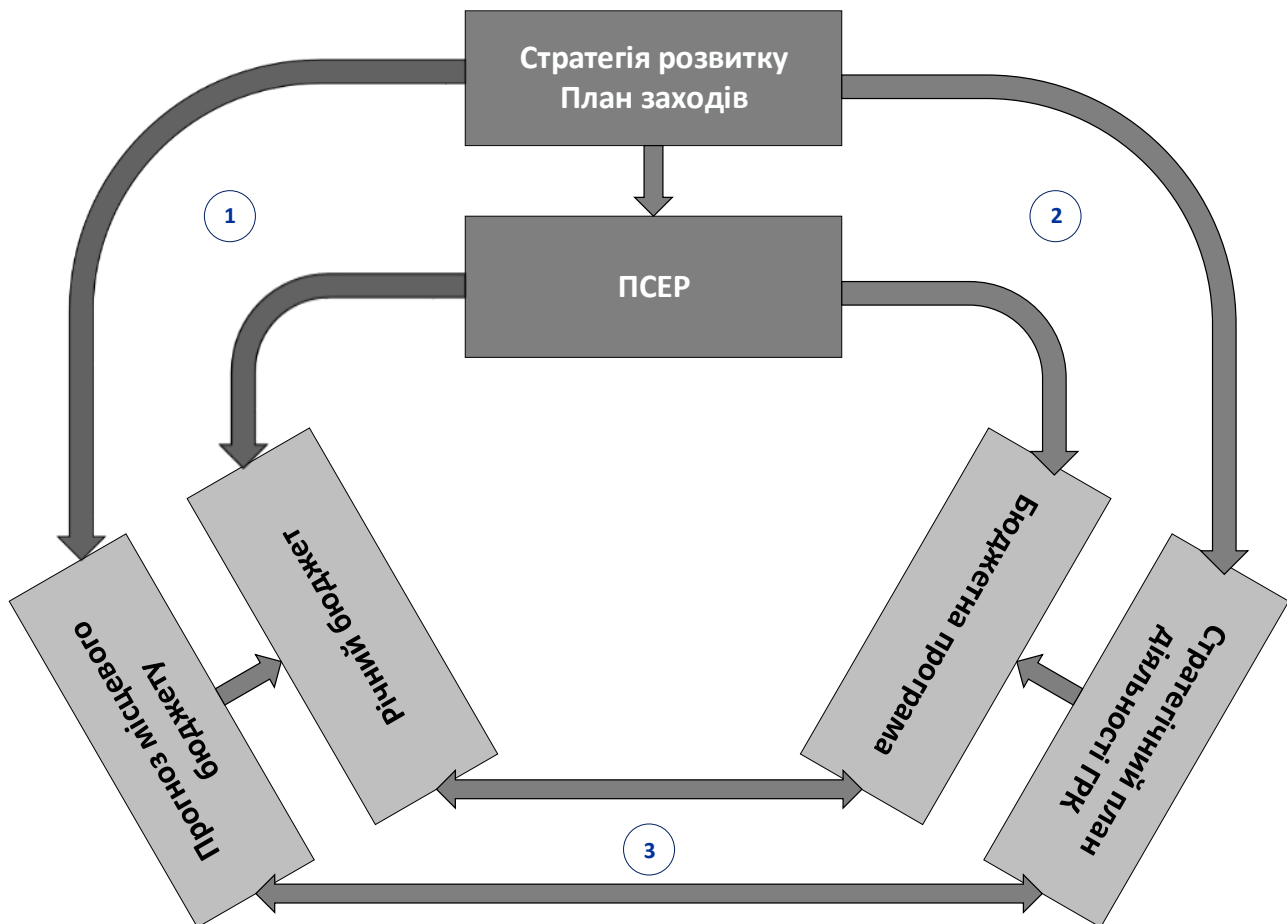 Стратегія розвитку
План заходів
1
2
ПСЕР
Річний бюджет
Бюджетна програма
Прогноз місцевого
бюджету
Стратегічний план
діяльності ГРК
3